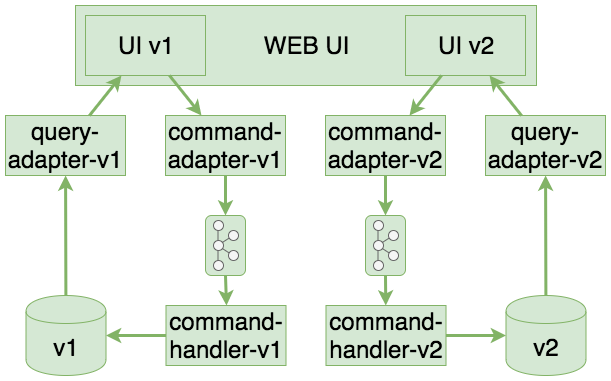 UI v1
WEB UI
UI v2
query-
adapter-v1
command-
adapter-v1
command-
adapter-v2
query-
adapter-v2
v1
command-
handler-v1
command-
handler-v2
v2